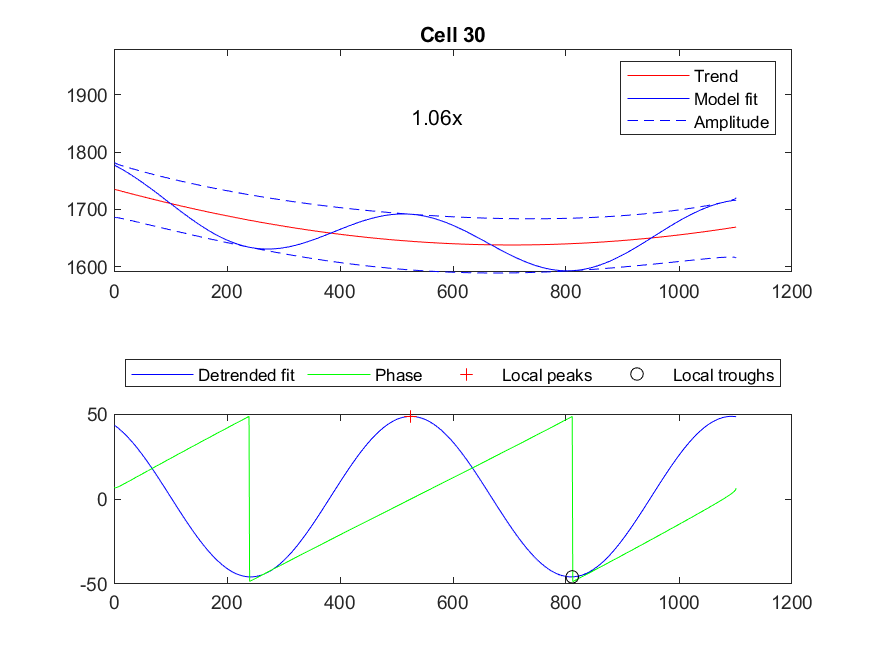 Cell 30
1900
1800
1700
1600
1.06x
Trend
Model fit
Amplitude
0 200 400 600 800 1000 1200
Detrended fit Phase Local peaks Local troughs
50
0
-50
0 200 400 600 800 1000 1200